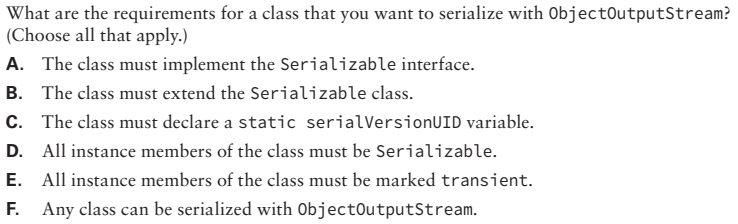 What are the requirements for a class that you want to serialize with ObjectOutputStream?
(Choose all that apply.)
A. The class must implement the Serializable interface.
B. The class must extend the Serializable class.
C. The class must declare a static serialVersionUID variable.
D. All instance members of the class must be Serializable.
E. All instance members of the class must be marked transient.
F. Any class can be serialized with ObjectOutputStream.